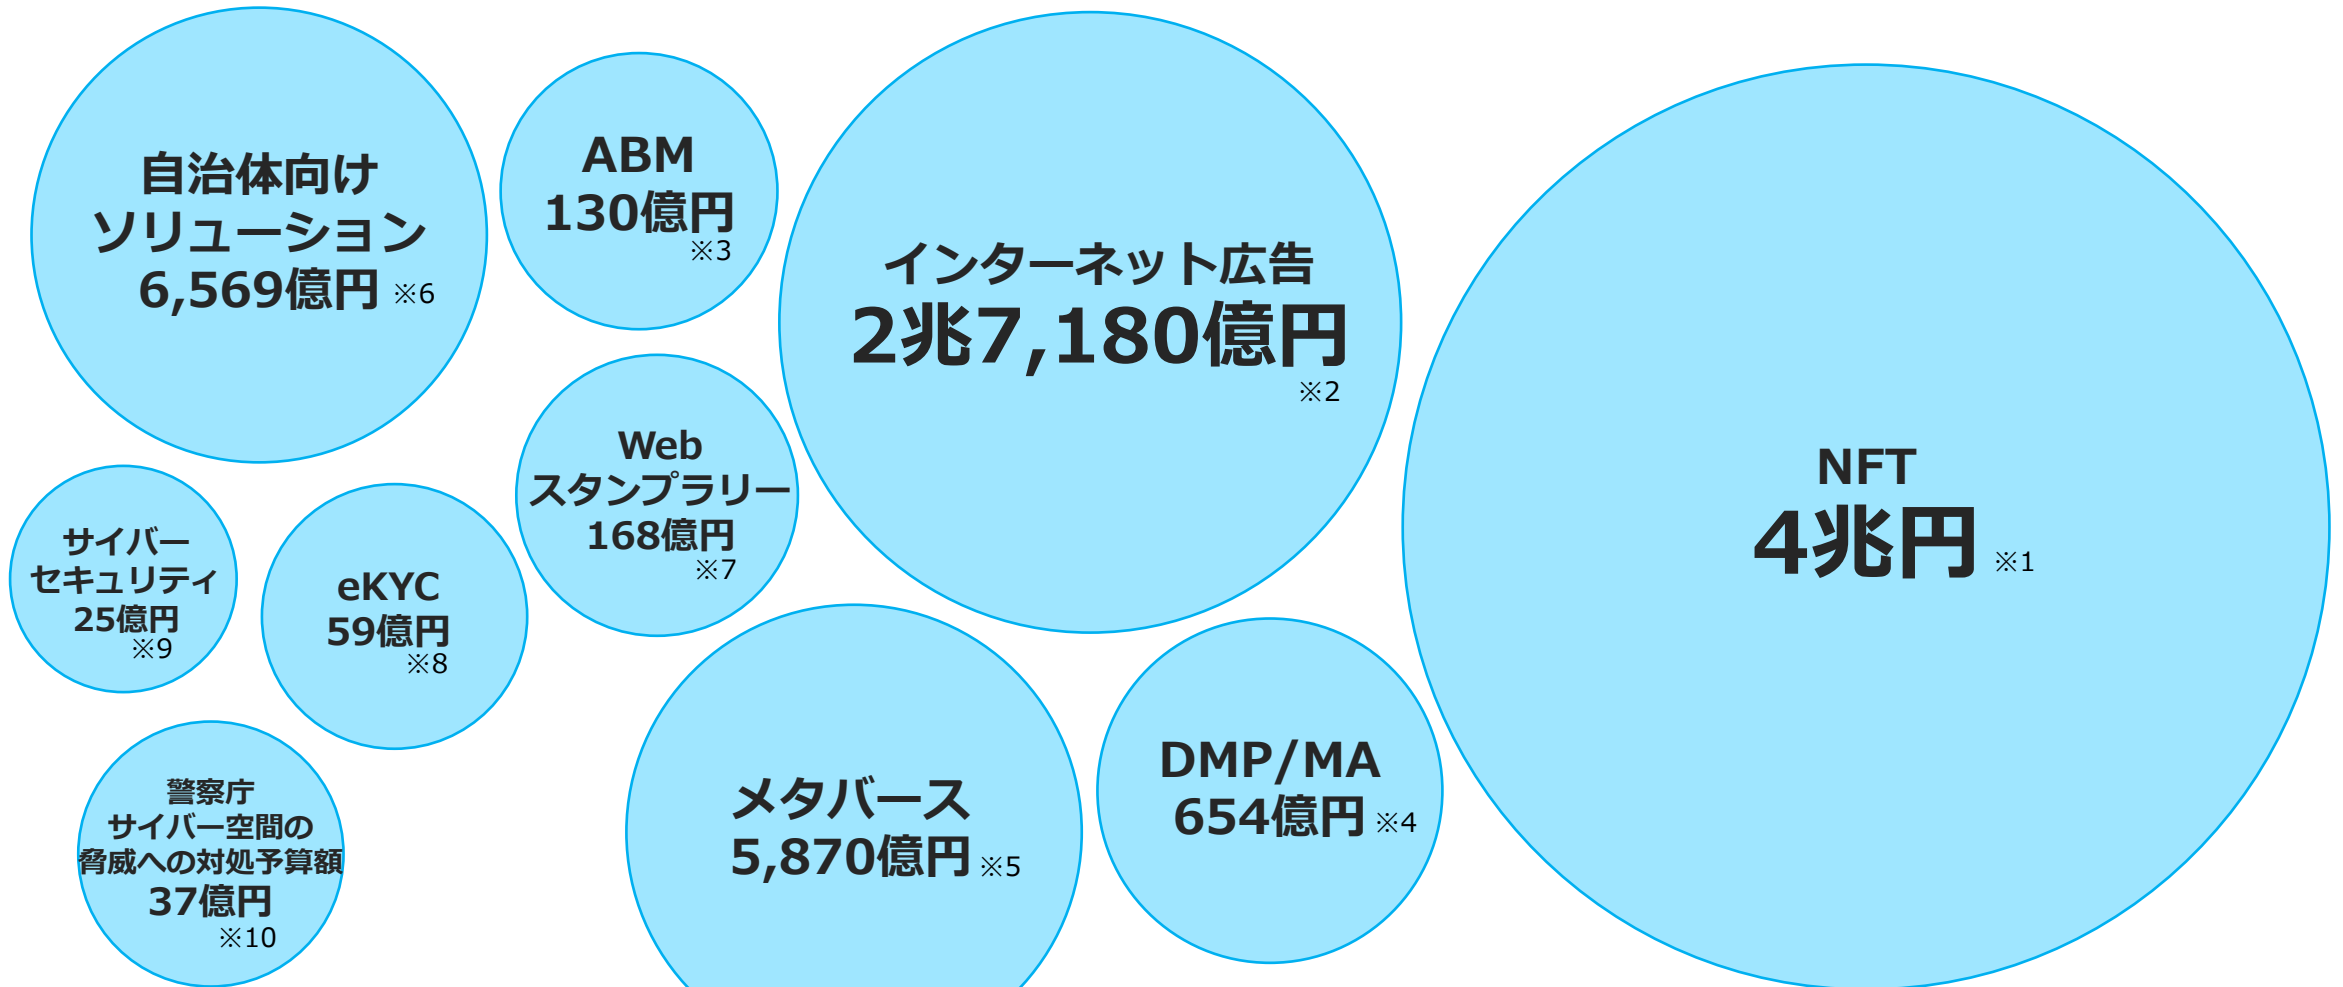 自治体向け
ソリューション
6,569億円 ※6
ABM
130億円
※3
インターネット広告
2兆7,180億円
※2
NFT
4兆円 ※1
Web
スタンプラリー
168億円
※7
サイバー
セキュリティ
25億円
※9
eKYC
59億円
※8
メタバース
5,870億円 ※5
DMP/MA
654億円 ※4
警察庁
サイバー空間の
脅威への対処予算額
37億円
※10